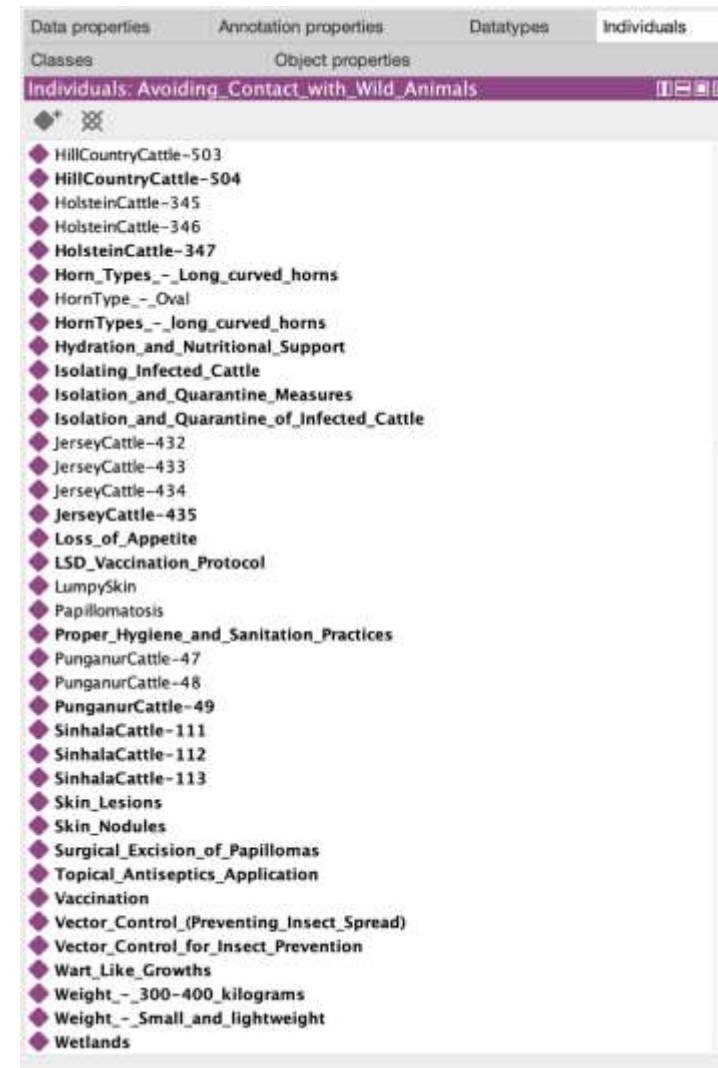 Data properties Annotation properties Datatypes Individuals
Classes Object properties
Individuals: Avoiding_Contact_with_Wild_Animals
HillCountryCattle-503
HillCountryCattle-504
HolsteinCattle-345
HolsteinCattle-346
HolsteinCattle-347
Horn_Types_-_Long_curved_horns
HornType_-_Oval
HornTypes_-_long_curved_horns
Hydration_and_Nutritional_Support
Isolating_Infected_Cattle
Isolation_and_Quarantine_Measures
Isolation_and_Quarantine_of_Infected_Cattle
JerseyCattle-432
JerseyCattle-433
JerseyCattle-434
JerseyCattle-435
Loss_of_Appetite
LSD_Vaccination_Protocol
LumpySkin
Papillomatosis
Proper_Hygiene_and_Sanitation_Practices
PunganurCattle-47
PunganurCattle-48
PunganurCattle-49
SinhalaCattle-111
SinhalaCattle-112
SinhalaCattle-113
Skin_Lesions
Skin_Nodules
Surgical_Excision_of_Papillomas
Topical_Antiseptics_Application
Vaccination
Vector_Control_(Preventing_Insect_Spread)
Vector_Control_for_Insect_Prevention
Wart_Like_Growths
Weight_-_300-400_kilograms
Weight_-_Small_and_lightweight
Wetlands